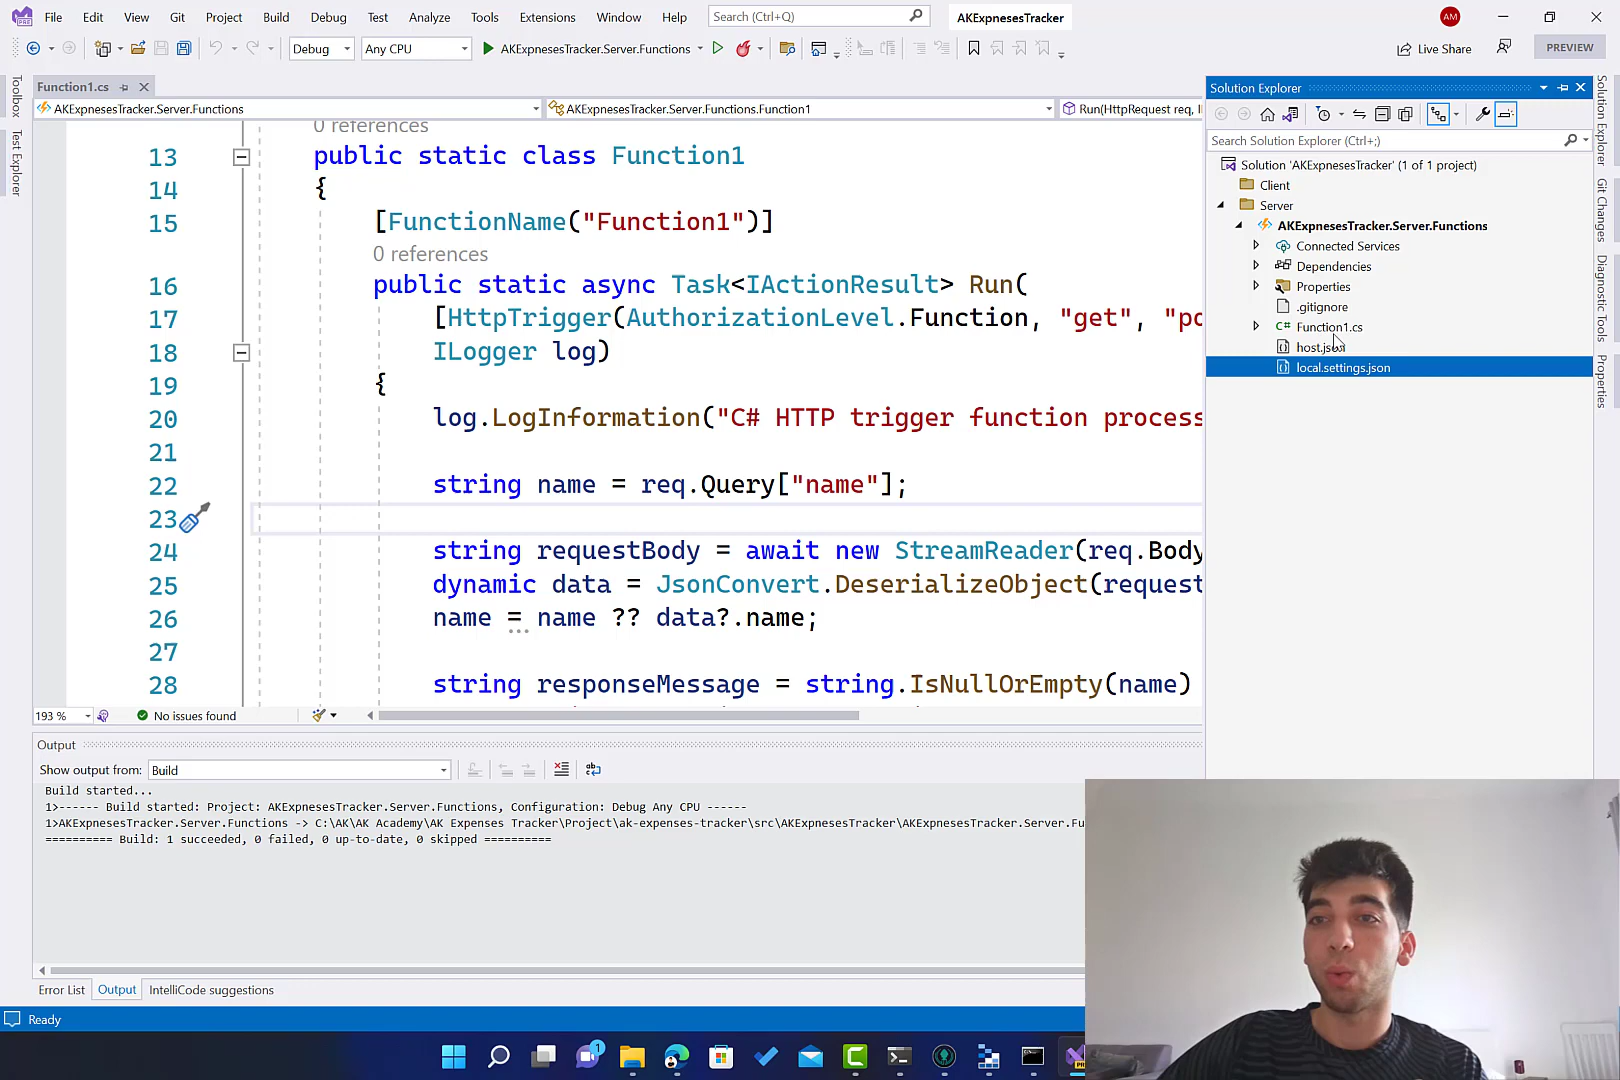 File Edit View Git Project Build Debug Test Analyze Tools Extensions Window Help Search (Ctrl+Q) AKExpnesesTracker AM
Debug Any CPU AKExpnesesTracker.Server.Functions Live Share PREVIEW
Toolbox
Test Explorer
Function1.cs
AKExpnesesTracker.Server.Functions AKExpnesesTracker.Server.Functions.Function1 Run(HttpRequest req, I
0 references
13 public static class Function1
14 {
15 [FunctionName("Function1")]
0 references
16 public static async Task<IActionResult> Run(
17 [HttpTrigger(AuthorizationLevel.Function, "get", "po
18 ILogger log)
19 {
20 log.LogInformation("C# HTTP trigger function process
21
22 string name = req.Query["name"];
23
24 string requestBody = await new StreamReader(req.Body
25 dynamic data = JsonConvert.DeserializeObject(request
26 name = name ?? data?.name;
27
28 string responseMessage = string.IsNullOrEmpty(name)
193 % No issues found
Output
Show output from: Build
Build started...
1>------ Build started: Project: AKExpnesesTracker.Server.Functions, Configuration: Debug Any CPU ------
1>AKExpnesesTracker.Server.Functions -> C:\AK\AK Academy\AK Expenses Tracker\Project\ak-expenses-tracker\src\AKExpnesesTracker\AKExpnesesTracker.Server.Fu
========== Build: 1 succeeded, 0 failed, 0 up-to-date, 0 skipped ==========
Error List Output IntelliCode suggestions
Ready
Solution Explorer
Search Solution Explorer (Ctrl+;)
Solution 'AKExpnesesTracker' (1 of 1 project)
Client
Server
AKExpnesesTracker.Server.Functions
Connected Services
Dependencies
Properties
.gitignore
C# Function1.cs
host.json
local.settings.json
Solution Explorer
Git Changes
Diagnostic Tools
Properties
1